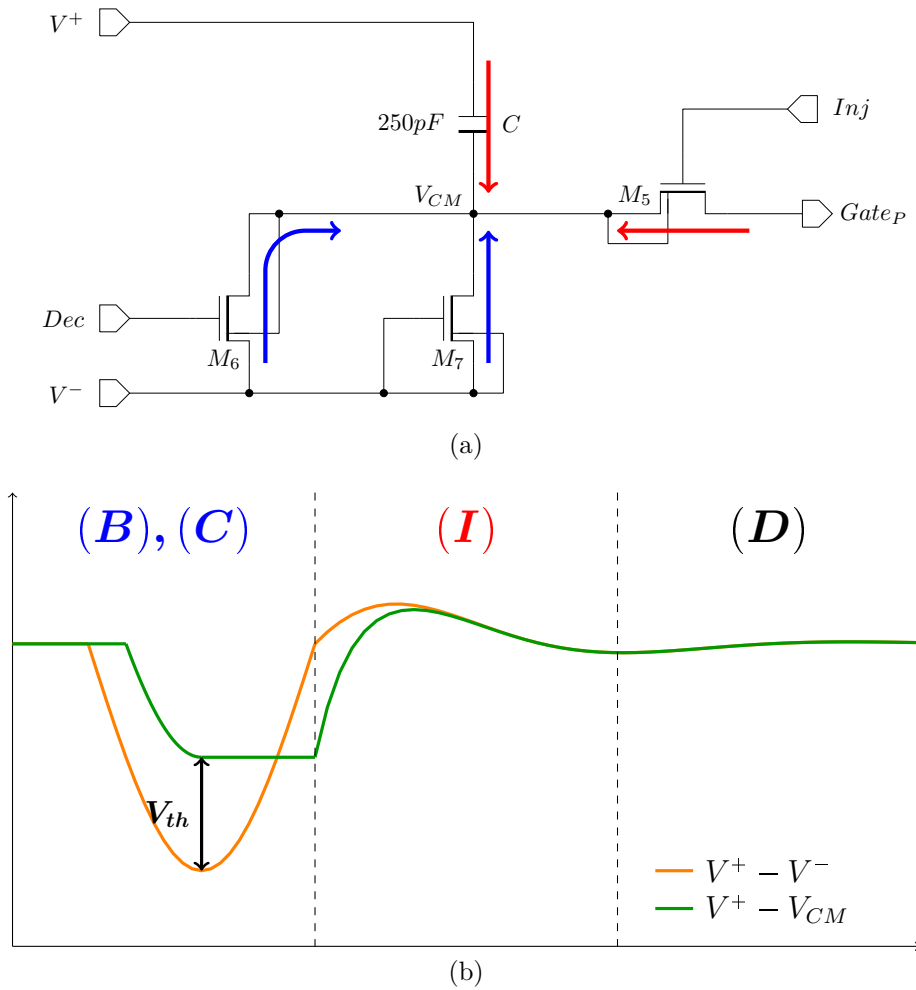 V⁺
250pF C
Inj
V_CM M₅
Gate_P
Dec
M₆ M₇
V⁻
(a)
(B), (C) (I) (D)
V_th
V⁺ − V⁻
V⁺ − V_CM
(b)